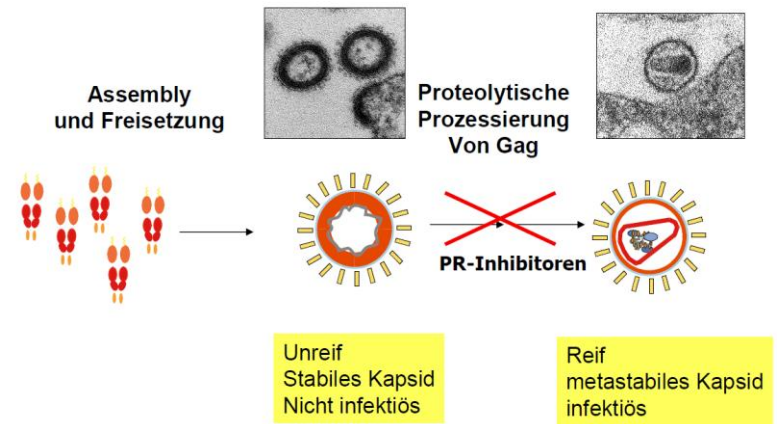 Assembly
und Freisetzung
Proteolytische
Prozessierung
Von Gag
PR-Inhibitoren
Unreif
Stabiles Kapsid
Nicht infektiös
Reif
metastabiles Kapsid
infektiös